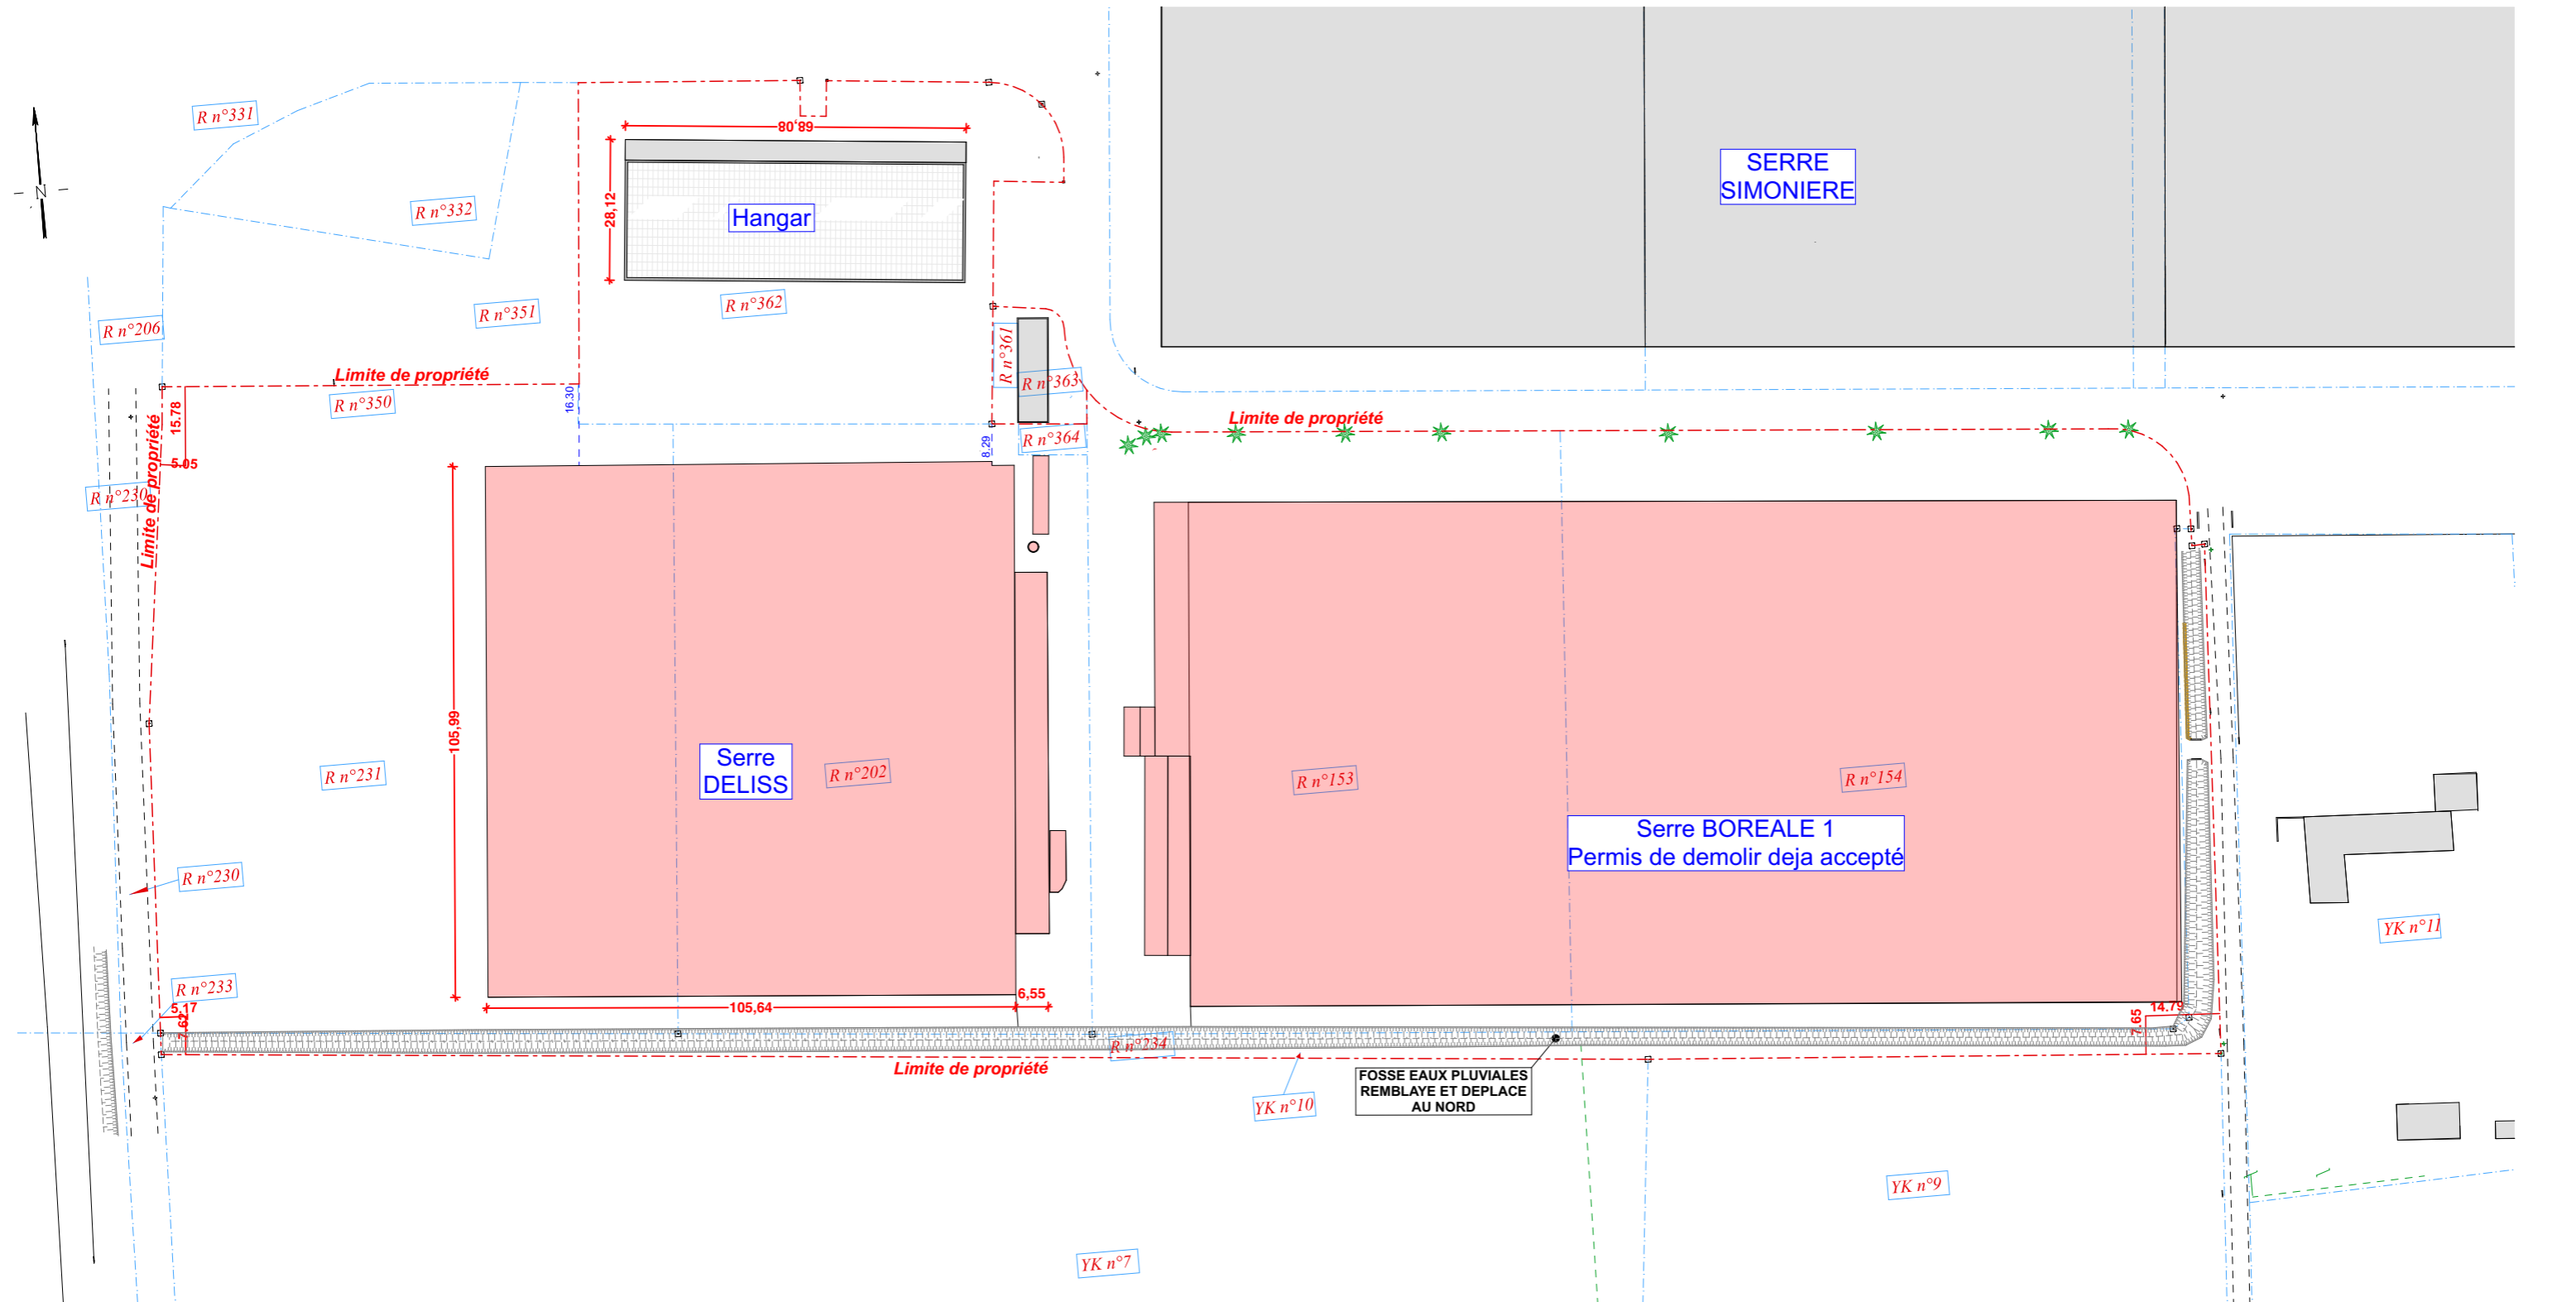 R n°331
68,08
SERRE
SIMONIERE
N
R n°332
28,12
Hangar
R n°351
R n°362
R n°206
R n°361
Limite de propriété
R n°363
R n°350
16.30
15.78
Limite de propriété
R n°364
8,29
5.05
Limite de propriété
R n°230
105,99
Serre
DELISS
R n°202
R n°231
R n°153
R n°154
Serre BOREALE 1
Permis de demolir deja accepté
R n°230
YK n°11
R n°233
5.17
7.62
105,64
6,55
14.79
7.65
R n°234
Limite de propriété
FOSSE EAUX PLUVIALES
REMBLAYE ET DEPLACE
AU NORD
YK n°10
YK n°9
YK n°7